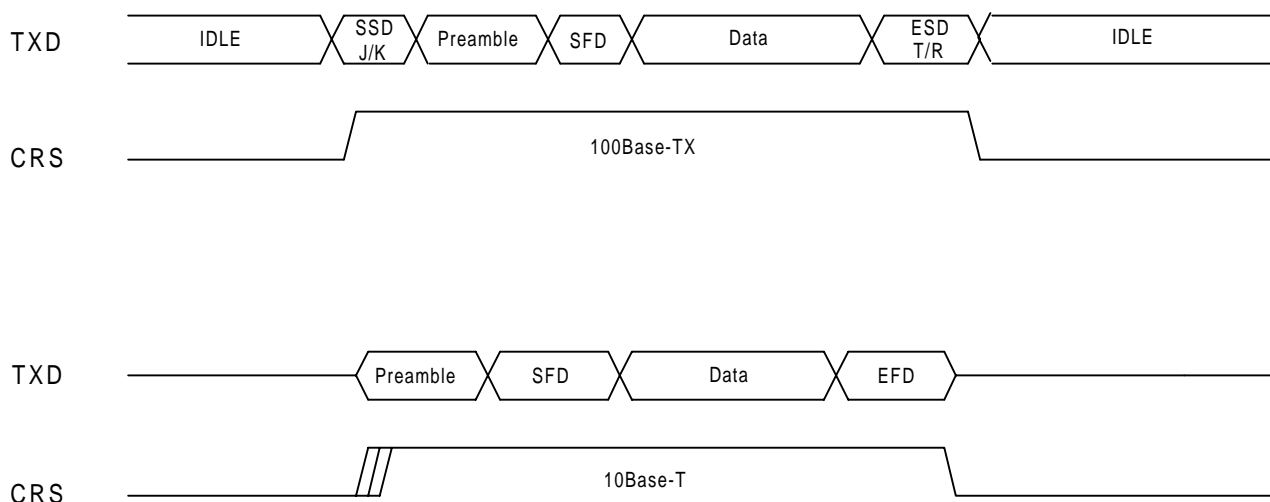 TXD IDLE SSD J/K Preamble SFD Data ESD T/R IDLE
CRS 100Base-TX
TXD Preamble SFD Data EFD
CRS 10Base-T